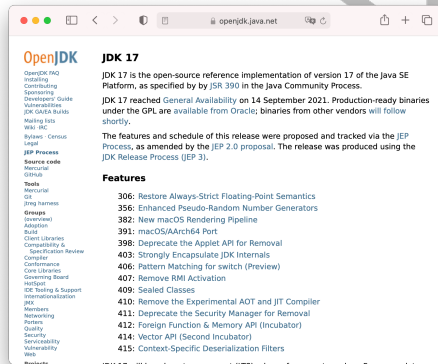 openjdk.java.net
OpenJDK
OpenJDK FAQ
Installing
Contributing
Sponsoring
Developers' Guide
Vulnerabilities
JDK GA/EA Builds
Mailing lists
Wiki · IRC
Bylaws · Census
Legal
JEP Process
Source code
Mercurial
GitHub
Tools
Mercurial
Git
jtreg harness
Groups
(overview)
Adoption
Build
Client Libraries
Compatibility &
Specification Review
Compiler
Conformance
Core Libraries
Governing Board
HotSpot
IDE Tooling & Support
Internationalization
JMX
Members
Networking
Porters
Quality
Security
Serviceability
Vulnerability
Web
Projects
JDK 17
JDK 17 is the open-source reference implementation of version 17 of the Java SE
Platform, as specified by by JSR 390 in the Java Community Process.
JDK 17 reached General Availability on 14 September 2021. Production-ready binaries
under the GPL are available from Oracle; binaries from other vendors will follow
shortly.
The features and schedule of this release were proposed and tracked via the JEP
Process, as amended by the JEP 2.0 proposal. The release was produced using the
JDK Release Process (JEP 3).
Features
306: Restore Always-Strict Floating-Point Semantics
356: Enhanced Pseudo-Random Number Generators
382: New macOS Rendering Pipeline
391: macOS/AArch64 Port
398: Deprecate the Applet API for Removal
403: Strongly Encapsulate JDK Internals
406: Pattern Matching for switch (Preview)
407: Remove RMI Activation
409: Sealed Classes
410: Remove the Experimental AOT and JIT Compiler
411: Deprecate the Security Manager for Removal
412: Foreign Function & Memory API (Incubator)
414: Vector API (Second Incubator)
415: Context-Specific Deserialization Filters